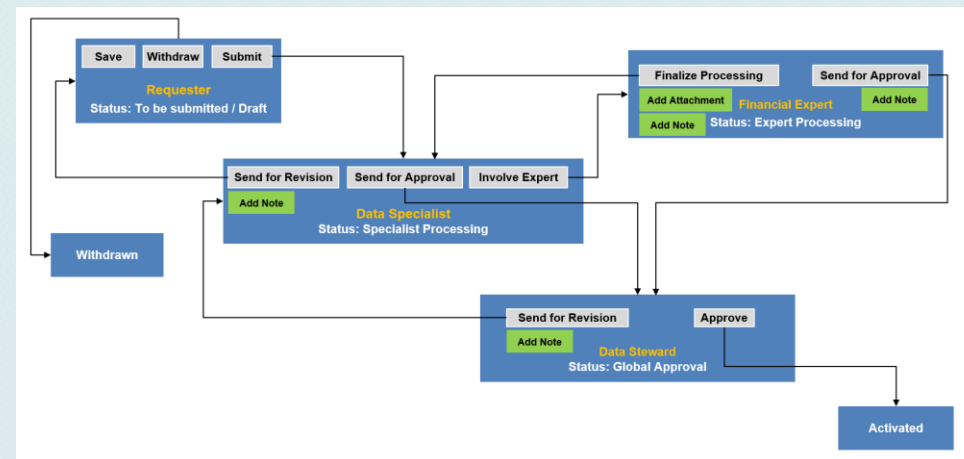 Save
Withdraw
Submit
Requester
Status: To be submitted / Draft
Finalize Processing
Send for Approval
Add Attachment
Financial Expert
Add Note
Add Note
Status: Expert Processing
Send for Revision
Send for Approval
Involve Expert
Add Note
Data Specialist
Status: Specialist Processing
Withdrawn
Send for Revision
Approve
Add Note
Data Steward
Status: Global Approval
Activated